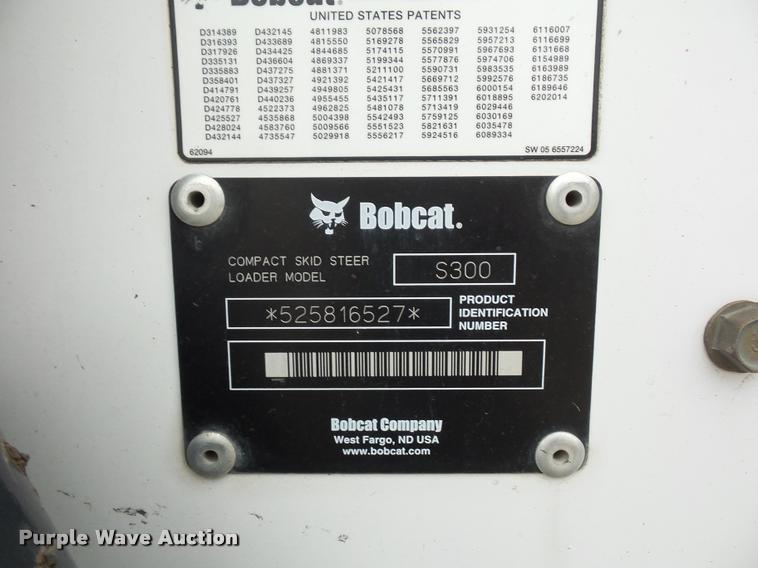 Bobcat
UNITED STATES PATENTS
D314389 D432145 4811983 5078568 5562397 5931254 6116007
D316393 D433689 4815550 5169278 5565829 5957213 6116699
D317926 D434425 4844685 5174115 5570991 5967693 6131668
D335131 D436604 4869337 5199344 5577876 5974706 6154989
D335883 D437275 4881371 5211100 5590731 5983535 6163989
D358401 D437327 4921392 5421417 5669712 5992576 6186735
D414791 D439257 4949805 5425431 5685563 6000154 6189646
D420761 D440236 4955455 5435117 5711391 6018895 6202014
D424778 4522373 4962825 5481078 5713419 6029446
D425527 4535868 5004398 5542493 5759125 6030169
D428024 4583760 5009566 5551523 5821631 6035478
D432144 4735547 5029918 5556217 5924516 6089334
62094 SW 05 6557224
Bobcat.
COMPACT SKID STEER
LOADER MODEL
S300
*525816527*
PRODUCT
IDENTIFICATION
NUMBER
Bobcat Company
West Fargo, ND USA
www.bobcat.com
Purple Wave Auction